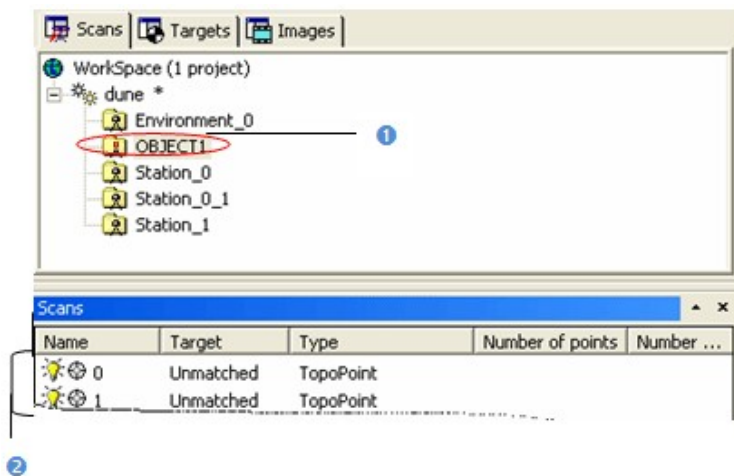 Scans Targets Images
WorkSpace (1 project)
dune *
Environment_0
1
OBJECT1
Station_0
Station_0_1
Station_1
Scans
Name Target Type Number of points Number ...
0 Unmatched TopoPoint
1 Unmatched TopoPoint
2